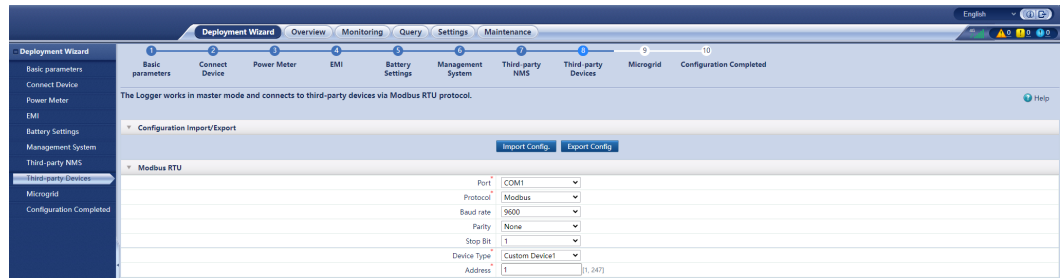 English
Deployment Wizard Overview Monitoring Query Settings Maintenance
0 0 0
Deployment Wizard
Basic parameters
Connect Device
Power Meter
EMI
Battery Settings
Management System
Third-party NMS
Third-party Devices
Microgrid
Configuration Completed
1 2 3 4 5 6 7 8 9 10
Basic parameters Connect Device Power Meter EMI Battery Settings Management System Third-party NMS Third-party Devices Microgrid Configuration Completed
The Logger works in master mode and connects to third-party devices via Modbus RTU protocol.
Help
Configuration Import/Export
Import Config. Export Config
Modbus RTU
Port* COM1
Protocol* Modbus
Baud rate 9600
Parity None
Stop Bit 1
Device Type* Custom Device1
Address* 1 [1, 247]